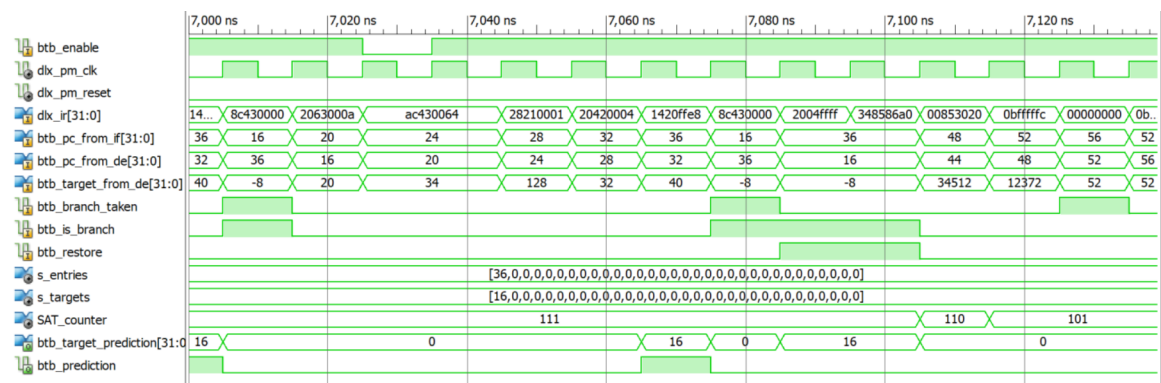 7,000 ns 7,020 ns 7,040 ns 7,060 ns 7,080 ns 7,100 ns 7,120 ns
btb_enable
dlx_pm_clk
dlx_pm_reset
dlx_ir[31:0] 14... 8c430000 2063000a ac430064 28210001 20420004 1420ffe8 8c430000 2004ffff 348586a0 00853020 0bfffffc 00000000 0b..
btb_pc_from_if[31:0] 36 16 20 24 28 32 36 16 36 48 52 56 52
btb_pc_from_de[31:0] 32 36 16 20 24 28 32 36 16 44 48 52 56
btb_target_from_de[31:0] 40 -8 20 34 128 32 40 -8 -8 34512 12372 52 52
btb_branch_taken
btb_is_branch
btb_restore
s_entries [36,0,0,0,0,0,0,0,0,0,0,0,0,0,0,0,0,0,0,0,0,0,0,0,0,0,0,0,0,0,0,0]
s_targets [16,0,0,0,0,0,0,0,0,0,0,0,0,0,0,0,0,0,0,0,0,0,0,0,0,0,0,0,0,0,0,0]
SAT_counter 111 110 101
btb_target_prediction[31:0 16 0 16 0 16 0
btb_prediction